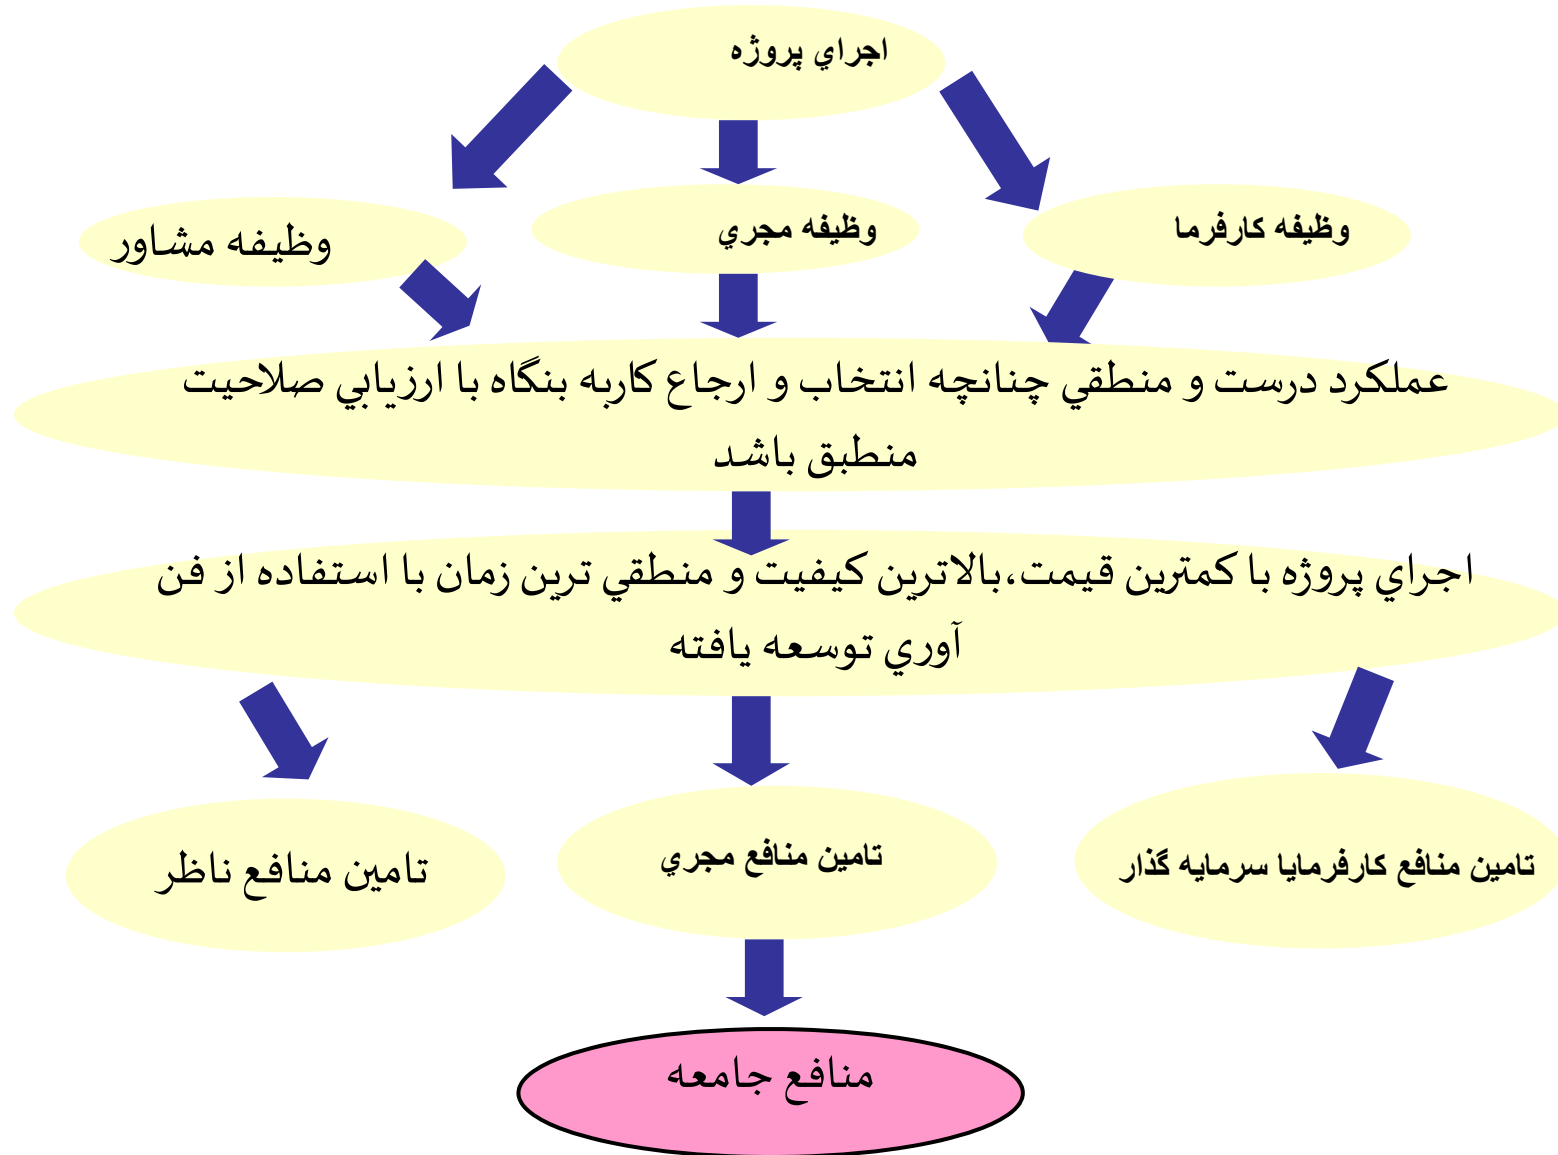 اجراي پروژه
وظيفه كارفرما
وظيفه مجري
وظيفه مشاور
عملكرد درست و منطقي چنانچه انتخاب و ارجاع كاربه بنگاه با ارزيابي صلاحيت
منطبق باشد
اجراي پروژه با كمترين قيمت،بالاترين كيفيت و منطقي ترين زمان با استفاده از فن
آوري توسعه يافته
تامين منافع كارفرمايا سرمايه گذار
تامين منافع مجري
تامين منافع ناظر
منافع جامعه